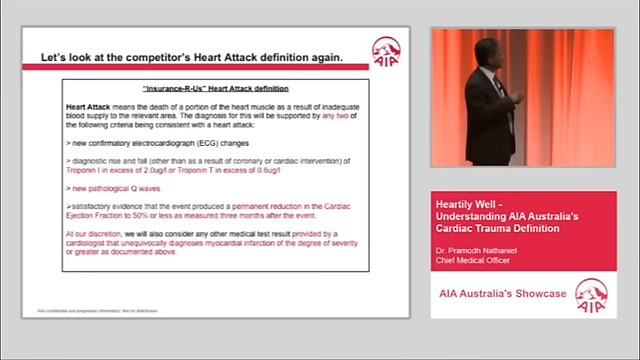 Let's look at the competitor's Heart Attack definition again.
AIA
"Insurance-R-Us" Heart Attack definition
Heart Attack means the death of a portion of the heart muscle as a result of inadequate
blood supply to the relevant area. The diagnosis for this will be supported by any two of
the following criteria being consistent with a heart attack:
> new confirmatory electrocardiograph (ECG) changes
> diagnostic rise and fall (other than as a result of coronary or cardiac intervention) of
Troponin I in excess of 2.0ug/l or Troponin T in excess of 0.6ug/l
> new pathological Q waves
>satisfactory evidence that the event produced a permanent reduction in the Cardiac
Ejection Fraction to 50% or less as measured three months after the event.
At our discretion, we will also consider any other medical test result provided by a
cardiologist that unequivocally diagnoses myocardial infarction of the degree of severity
or greater as documented above.
AIA confidential and proprietary information. Not for distribution.
Heartily Well -
Understanding AIA Australia's
Cardiac Trauma Definition
Dr. Pramodh Nathaniel
Chief Medical Officer
AIA Australia's Showcase
AIA